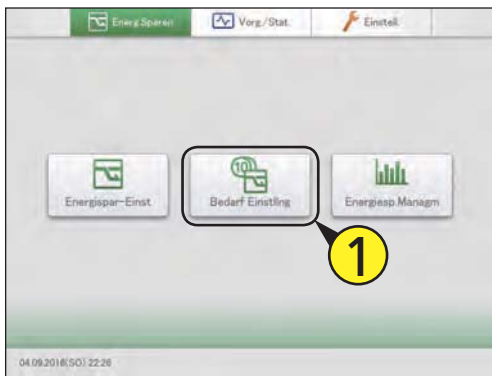 Energ.Sparen
Vorg./Stat.
Einstell.
Energispar-Einst
Bedarf Einstllng
Energiesp.Managm
1
04.09.2016(SO) 22:26